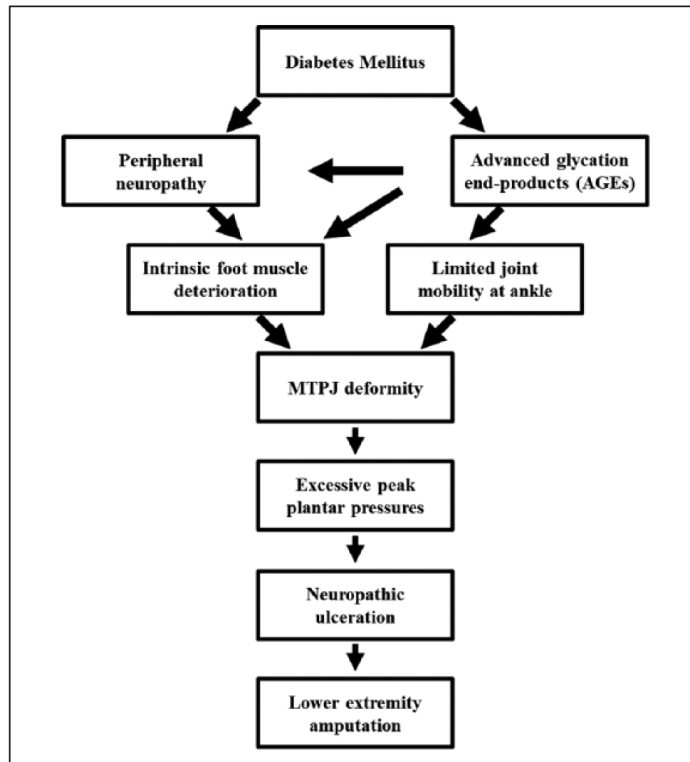 Diabetes Mellitus
Peripheral
neuropathy
Advanced glycation
end-products (AGEs)
Intrinsic foot muscle
deterioration
Limited joint
mobility at ankle
MTPJ deformity
Excessive peak
plantar pressures
Neuropathic
ulceration
Lower extremity
amputation